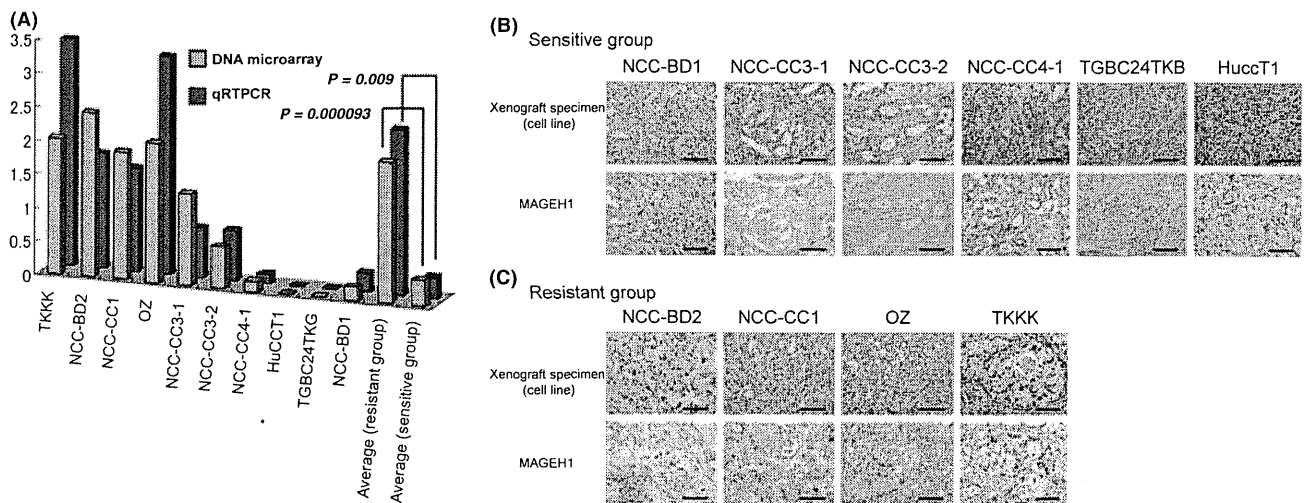 (A)
3.5
3
2.5
2
1.5
1
0.5
0
DNA microarray
qRTPCR
P = 0.009
P = 0.000093
TKKK
NCC-BD2
NCC-CC1
OZ
NCC-CC3-1
NCC-CC3-2
NCC-CC4-1
HuCCT1
TGBC24TKG
NCC-BD1
Average (resistant group)
Average (sensitive group)
(B)
Sensitive group
NCC-BD1 NCC-CC3-1 NCC-CC3-2 NCC-CC4-1 TGBC24TKB HuccT1
Xenograft specimen
(cell line)
MAGEH1
(C)
Resistant group
NCC-BD2 NCC-CC1 OZ TKKK
Xenograft specimen
(cell line)
MAGEH1